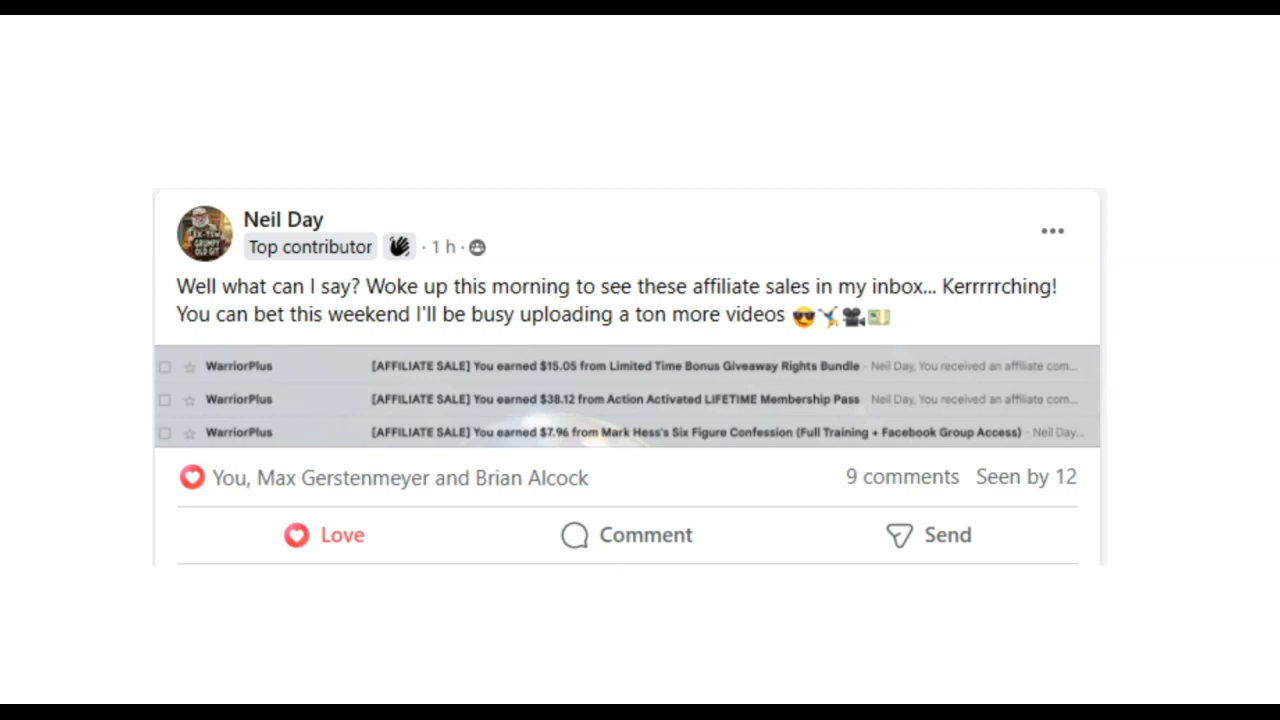 Neil Day
Top contributor · 1 h ·
Well what can I say? Woke up this morning to see these affiliate sales in my inbox... Kerrrrrching!
You can bet this weekend I'll be busy uploading a ton more videos 😎🤸🎥💵
WarriorPlus [AFFILIATE SALE] You earned $15.05 from Limited Time Bonus Giveaway Rights Bundle - Neil Day, You received an affiliate com...
WarriorPlus [AFFILIATE SALE] You earned $38.12 from Action Activated LIFETIME Membership Pass Neil Day, You received an affiliate com...
WarriorPlus [AFFILIATE SALE] You earned $7.96 from Mark Hess's Six Figure Confession (Full Training + Facebook Group Access) - Neil Day...
You, Max Gerstenmeyer and Brian Alcock 9 comments Seen by 12
Love Comment Send